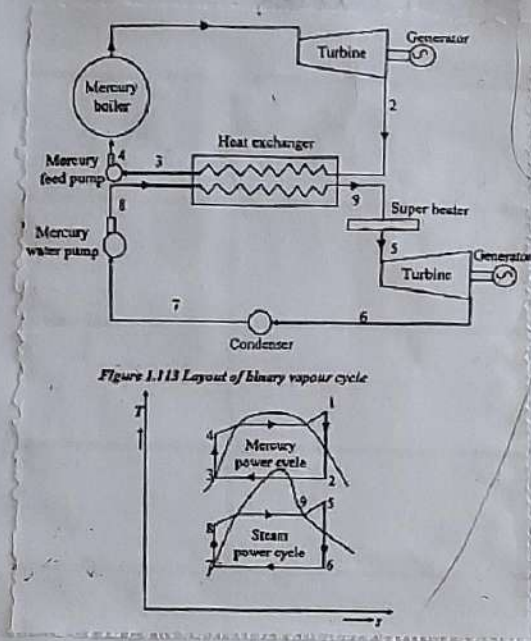 Generator
Turbine
Mercury
boiler
2
Heat exchanger
4
3
Mercury
feed pump
9
8
Super heater
Mercury
water pump
5
Generator
Turbine
7
6
Condenser
Figure 1.113 Layout of binary vapour cycle
T
1
4
Mercury
power cycle
3
2
9
5
8
Steam
power cycle
7
6
s